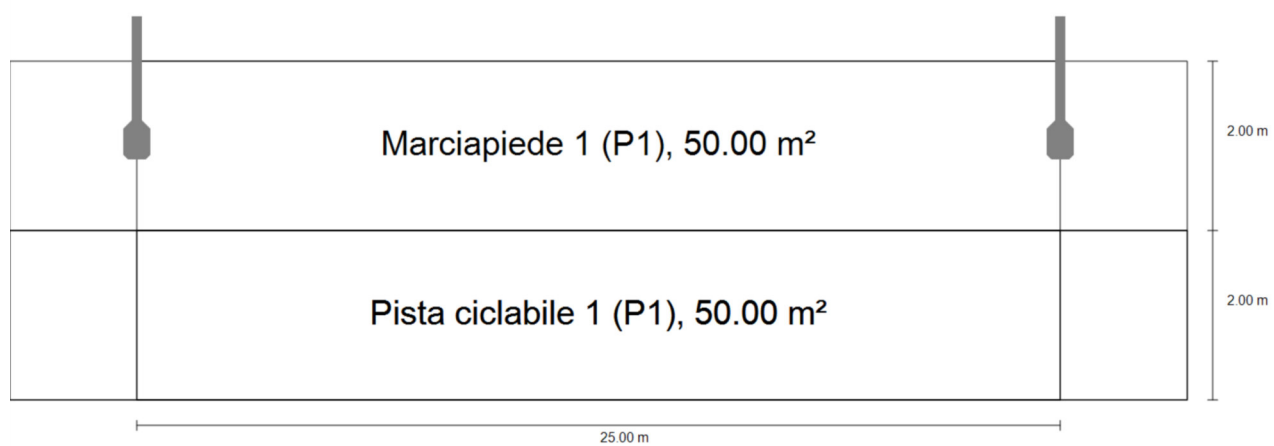 Marciapiede 1 (P1), 50.00 m²
2.00 m
Pista ciclabile 1 (P1), 50.00 m²
2.00 m
25.00 m